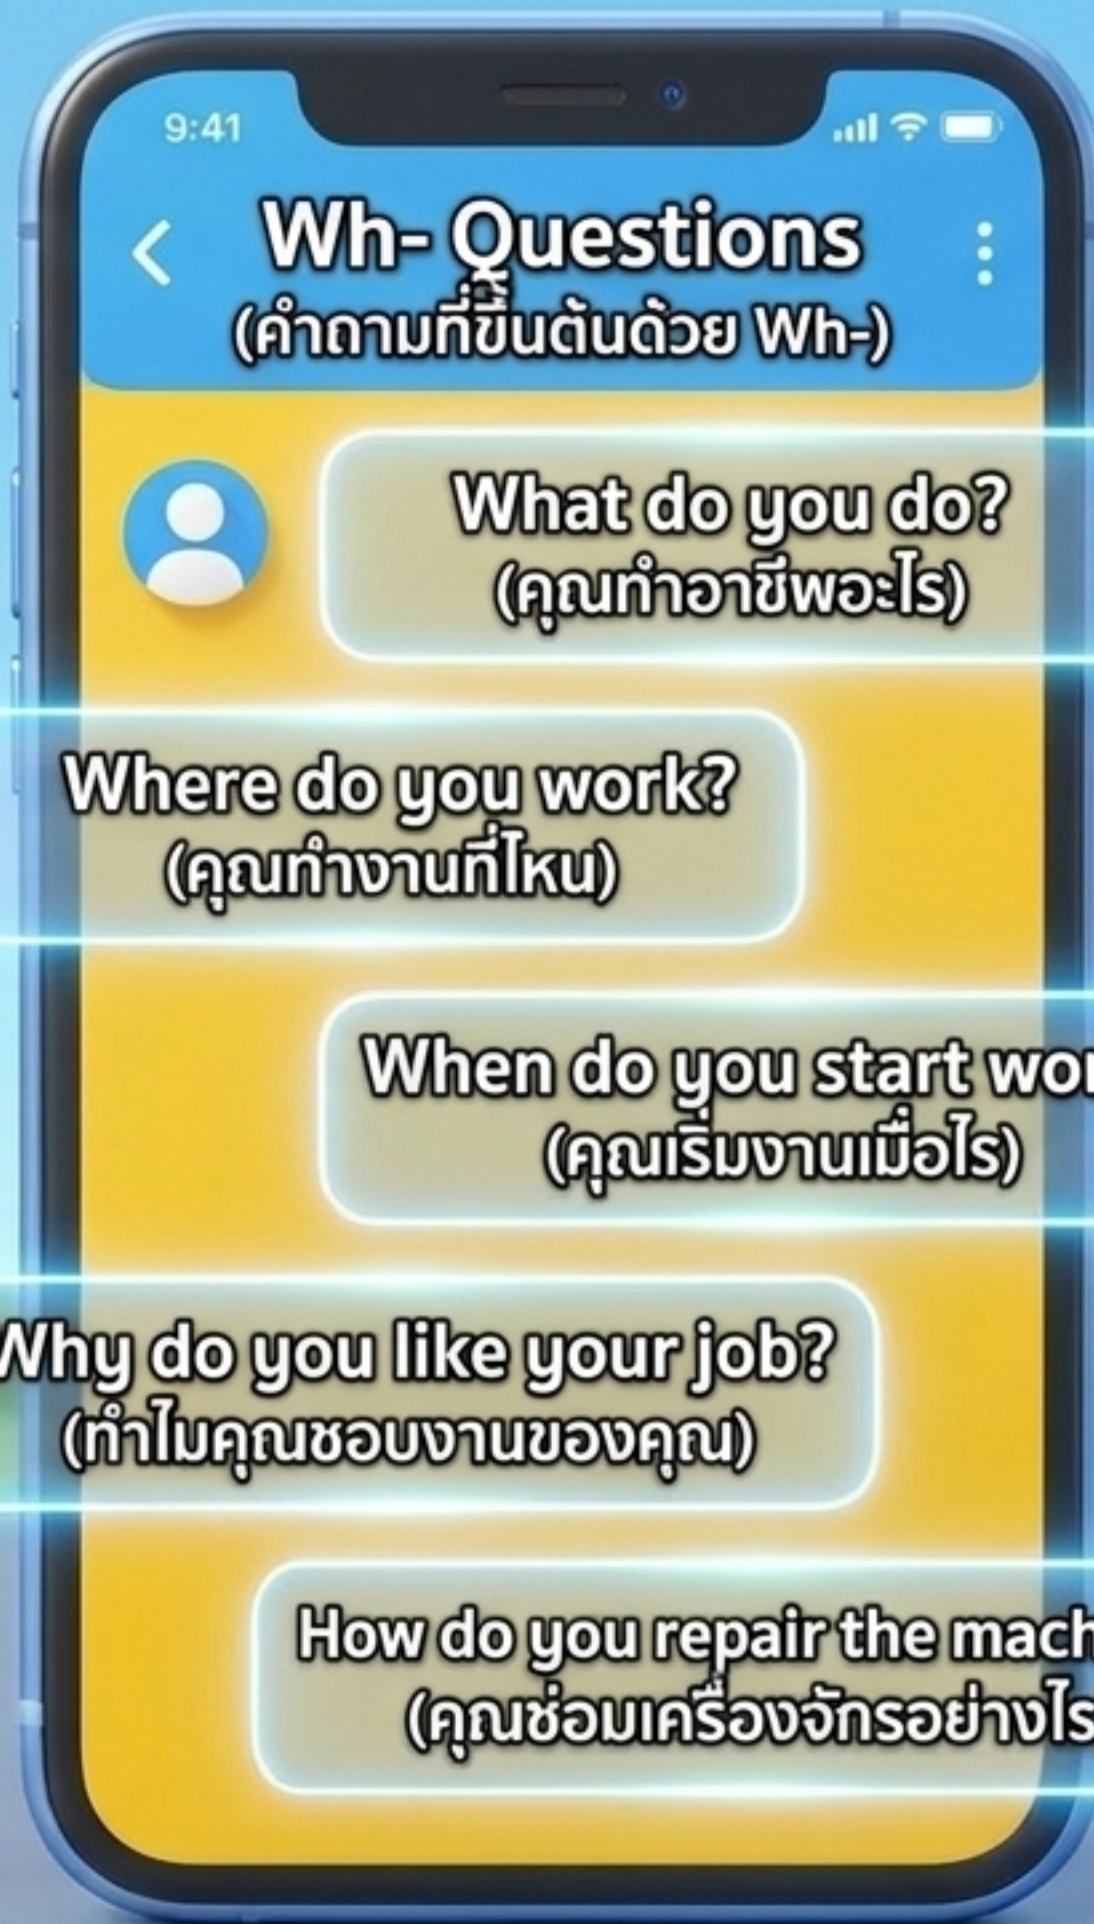 9:41
Wh- Questions
(คำถามที่ขึ้นต้นด้วย Wh-)
What do you do?
(คุณทำอาชีพอะไร)
Where do you work?
(คุณทำงานที่ไหน)
When do you start
(คุณเริ่มงานเมื่อไร)
Why do you like your job?
(ทำไมคุณชอบงานของคุณ)
How do you repair the
(คุณซ่อมเครื่องจักรอย่างไร